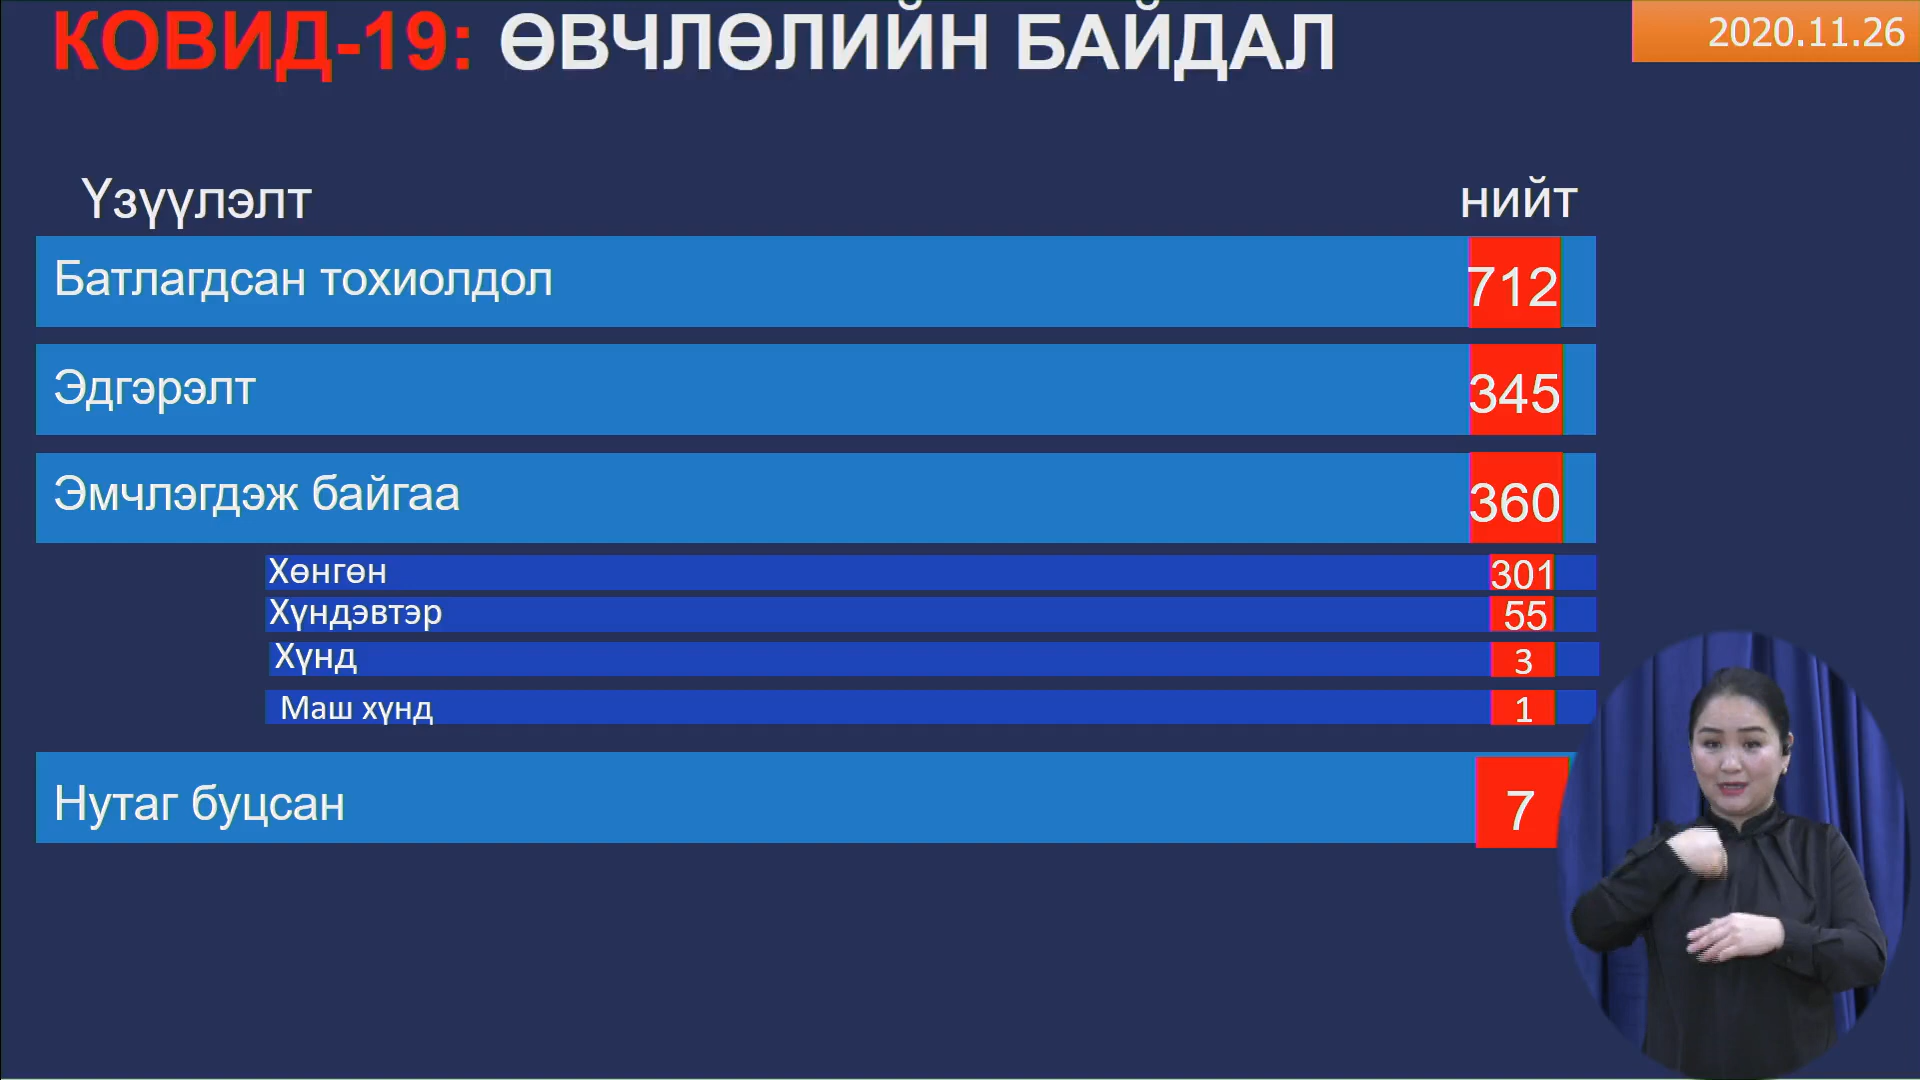 КОВИД-19: ӨВЧЛӨЛИЙН БАЙДАЛ
2020.11.26
Үзүүлэлт нийт
Батлагдсан тохиолдол 712
Эдгэрэлт 345
Эмчлэгдэж байгаа 360
Хөнгөн 301
Хүндэвтэр 55
Хүнд 3
Маш хүнд 1
Нутаг буцсан 7